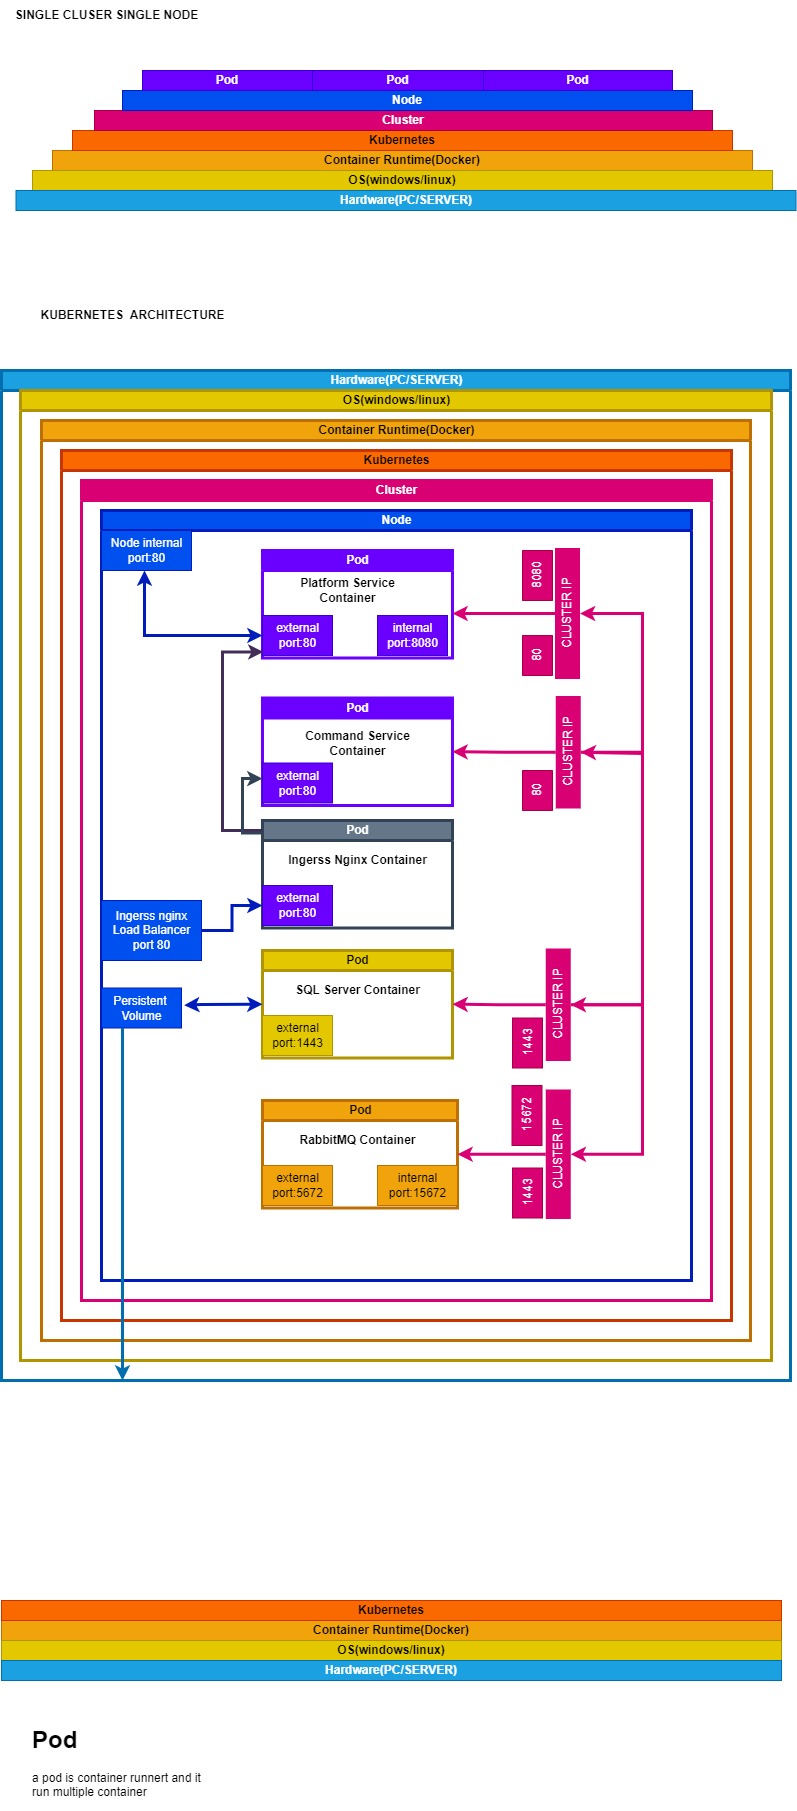 SINGLE CLUSER SINGLE NODE
Pod Pod Pod
Node
Cluster
Kubernetes
Container Runtime(Docker)
OS(windows/linux)
Hardware(PC/SERVER)
KUBERNETES ARCHITECTURE
Hardware(PC/SERVER)
OS(windows/linux)
Container Runtime(Docker)
Kubernetes
Cluster
Node
Node internal
port:80
Pod
Platform Service
Container
external
port:80
internal
port:8080
8080
80
CLUSTER IP
Pod
Command Service
Container
external
port:80
80
CLUSTER IP
Pod
Ingerss Nginx Container
external
port:80
Ingerss nginx
Load Balancer
port 80
Pod
SQL Server Container
external
port:1443
Persistent
Volume
1443
CLUSTER IP
Pod
RabbitMQ Container
external
port:5672
internal
port:15672
15672
1443
CLUSTER IP
Kubernetes
Container Runtime(Docker)
OS(windows/linux)
Hardware(PC/SERVER)
Pod
a pod is container runnert and it
run multiple container